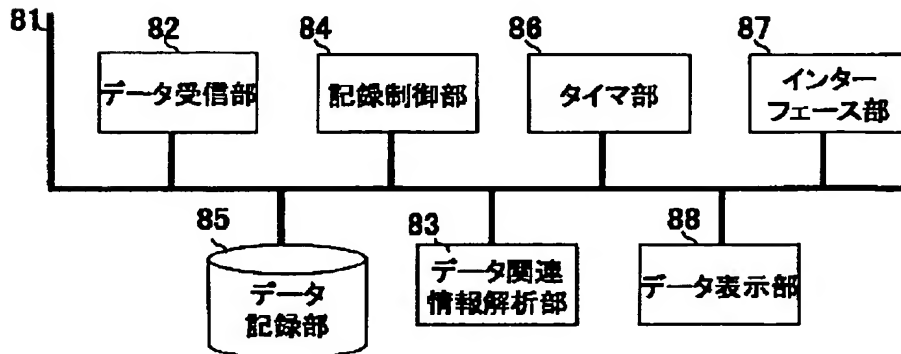 81
82
データ受信部
84
記録制御部
86
タイマ部
87
インター
フェース部
85
データ
記録部
83
データ関連
情報解析部
88
データ表示部